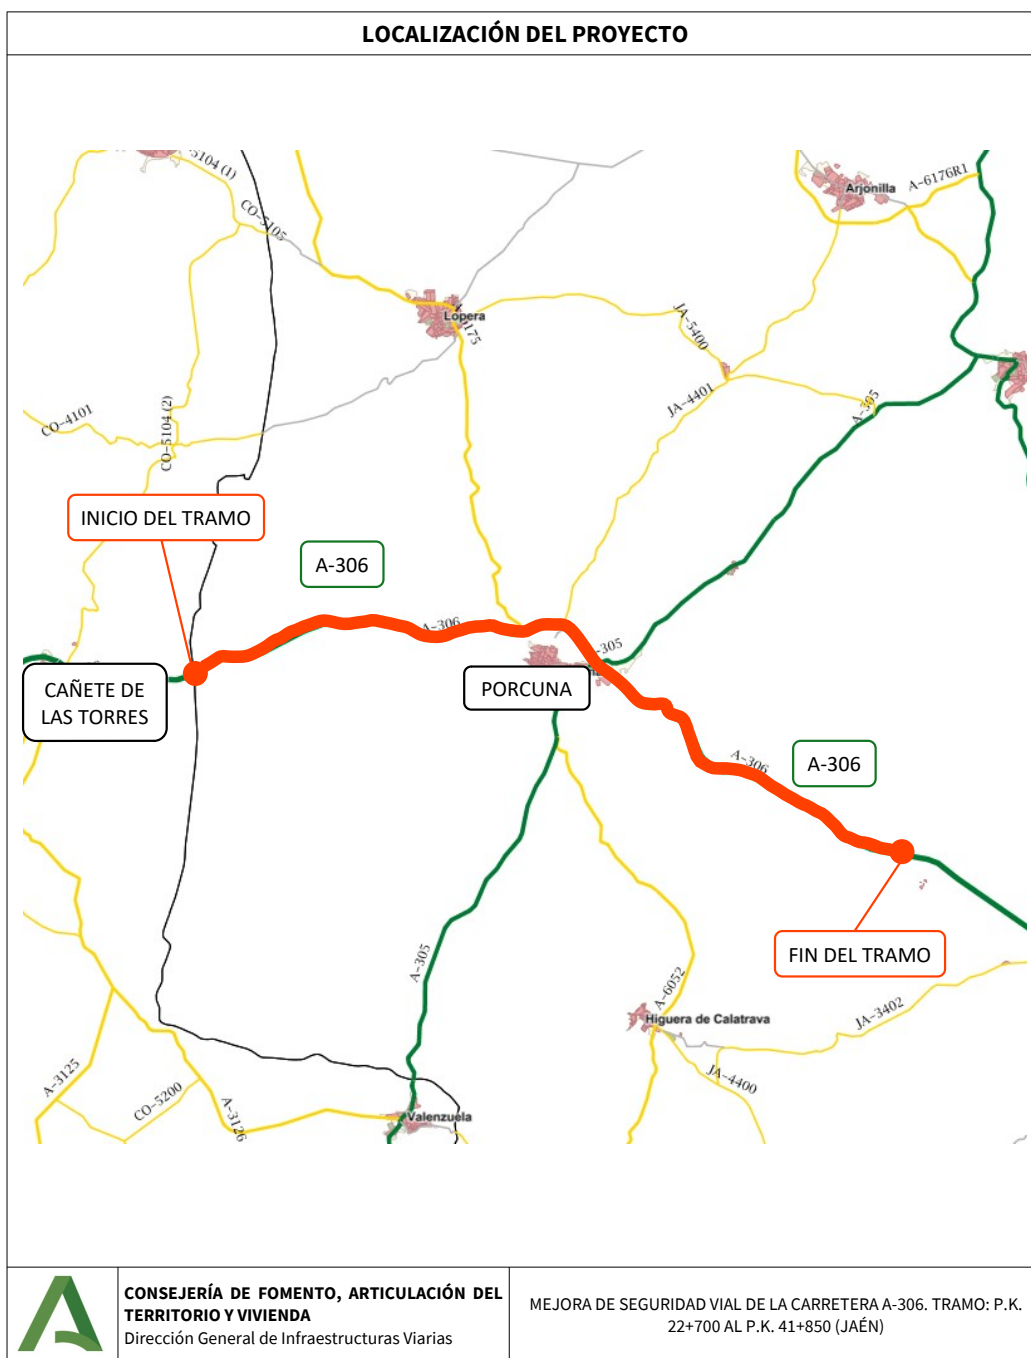 LOCALIZACIÓN DEL PROYECTO
5104 (1)
CO-5105
Arjonilla
A-6176R1
Lopera
175
JA-5400
JA-4401
A-305
CO-4101
CO-5104 (2)
INICIO DEL TRAMO
A-306
A-306
305
CAÑETE DE
LAS TORRES
PORCUNA
A-306
A-306
FIN DEL TRAMO
A-305
A-6052
Higuera de Calatrava
JA-3402
JA-4400
A-3125
CO-5200
A-3126
Valenzuela
CONSEJERÍA DE FOMENTO, ARTICULACIÓN DEL
TERRITORIO Y VIVIENDA
Dirección General de Infraestructuras Viarias
MEJORA DE SEGURIDAD VIAL DE LA CARRETERA A-306. TRAMO: P.K.
22+700 AL P.K. 41+850 (JAÉN)